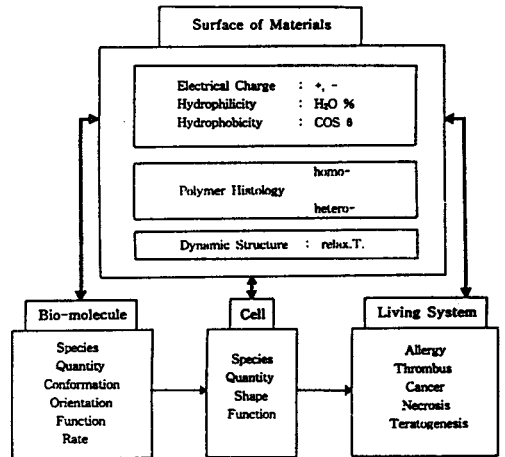 Surface of Materials
Electrical Charge : +, -
Hydrophilicity : H₂O %
Hydrophobicity : COS θ
homo-
Polymer Histology
hetero-
Dynamic Structure : relax.T.
Bio-molecule
Species
Quantity
Conformation
Orientation
Function
Rate
Cell
Species
Quantity
Shape
Function
Living System
Allergy
Thrombus
Cancer
Necrosis
Teratogenesis